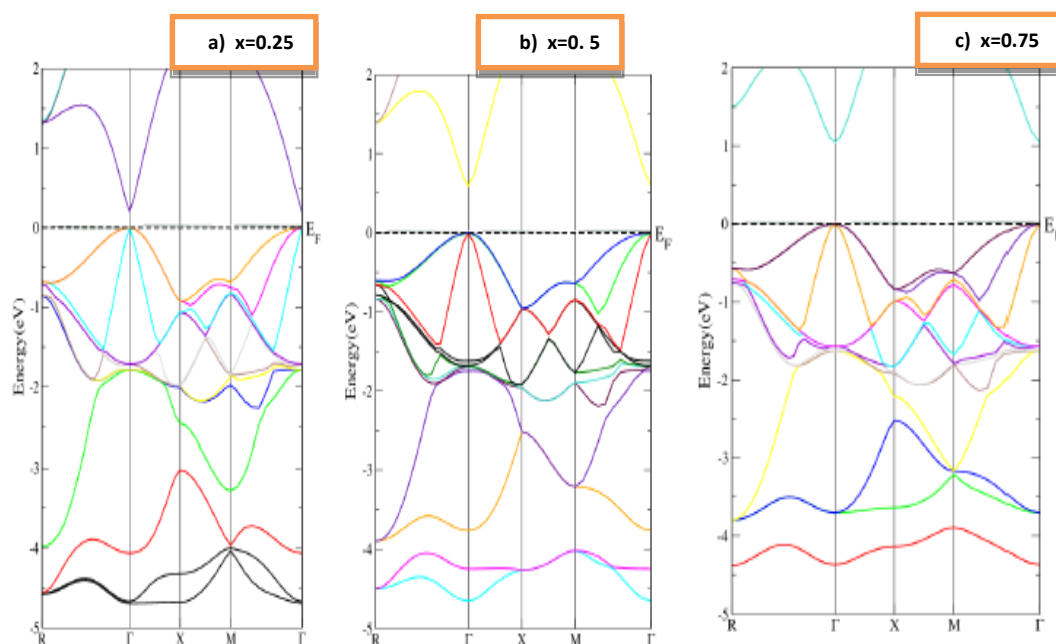 a) x=0.25
b) x=0. 5
c) x=0.75
2
1
0
-1
-2
-3
-4
-5
Energy(eV)
E_F
R Γ X M Γ
2
1
0
-1
-2
-3
-4
-5
Energy(eV)
E_F
R Γ X M Γ
2
1
0
-1
-2
-3
-4
-5
Energy(eV)
E_F
R Γ X M Γ